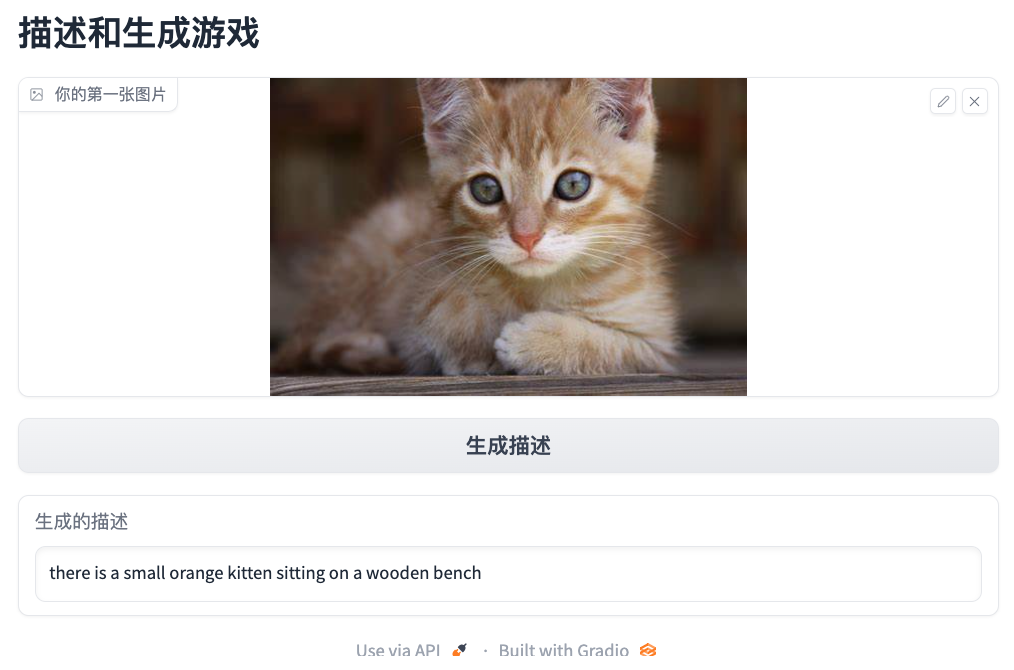 描述和生成游戏
你的第一张图片
生成描述
生成的描述
there is a small orange kitten sitting on a wooden bench
Use via API · Built with Gradio